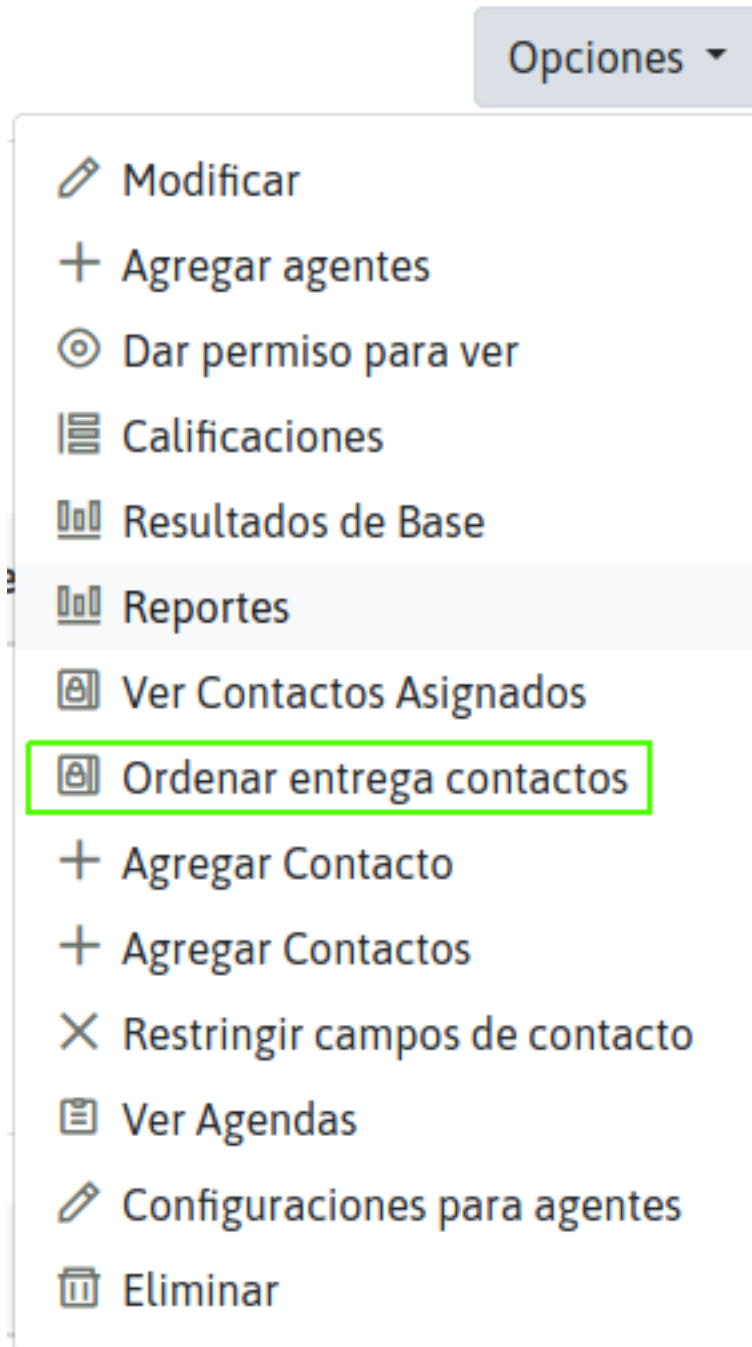 Opciones
Modificar
Agregar agentes
Dar permiso para ver
Calificaciones
Resultados de Base
Reportes
Ver Contactos Asignados
Ordenar entrega contactos
Agregar Contacto
Agregar Contactos
Restringir campos de contacto
Ver Agendas
Configuraciones para agentes
Eliminar